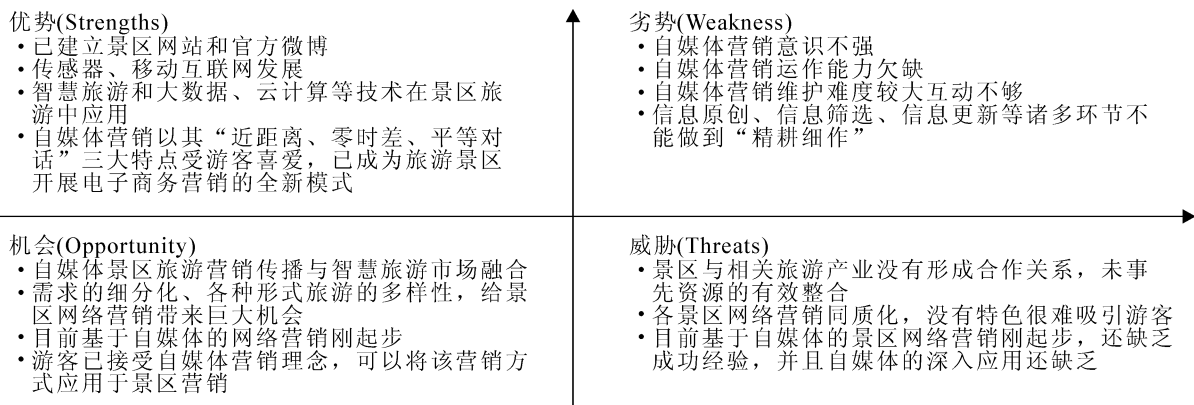 优势(Strengths)
・已建立景区网站和官方微博
・传感器、移动互联网发展
・智慧旅游和大数据、云计算等技术在景区旅
游中应用
・自媒体营销以其“近距离、零时差、平等对
话”三大特点受游客喜爱，已成为旅游景区
开展电子商务营销的全新模式
劣势(Weakness)
・自媒体营销意识不强
・自媒体营销运作能力欠缺
・自媒体营销维护难度较大互动不够
・信息原创、信息筛选、信息更新等诸多环节不
能做到“精耕细作”
机会(Opportunity)
・自媒体景区旅游营销传播与智慧旅游市场融合
・需求的细分化、各种形式旅游的多样性，给景
区网络营销带来巨大机会
・目前基于自媒体的网络营销刚起步
・游客已接受自媒体营销理念，可以将该营销方
式应用于景区营销
威胁(Threats)
・景区与相关旅游产业没有形成合作关系，未事
先资源的有效整合
・各景区网络营销同质化，没有特色很难吸引游客
・目前基于自媒体的景区网络营销刚起步，还缺乏
成功经验，并且自媒体的深入应用还缺乏